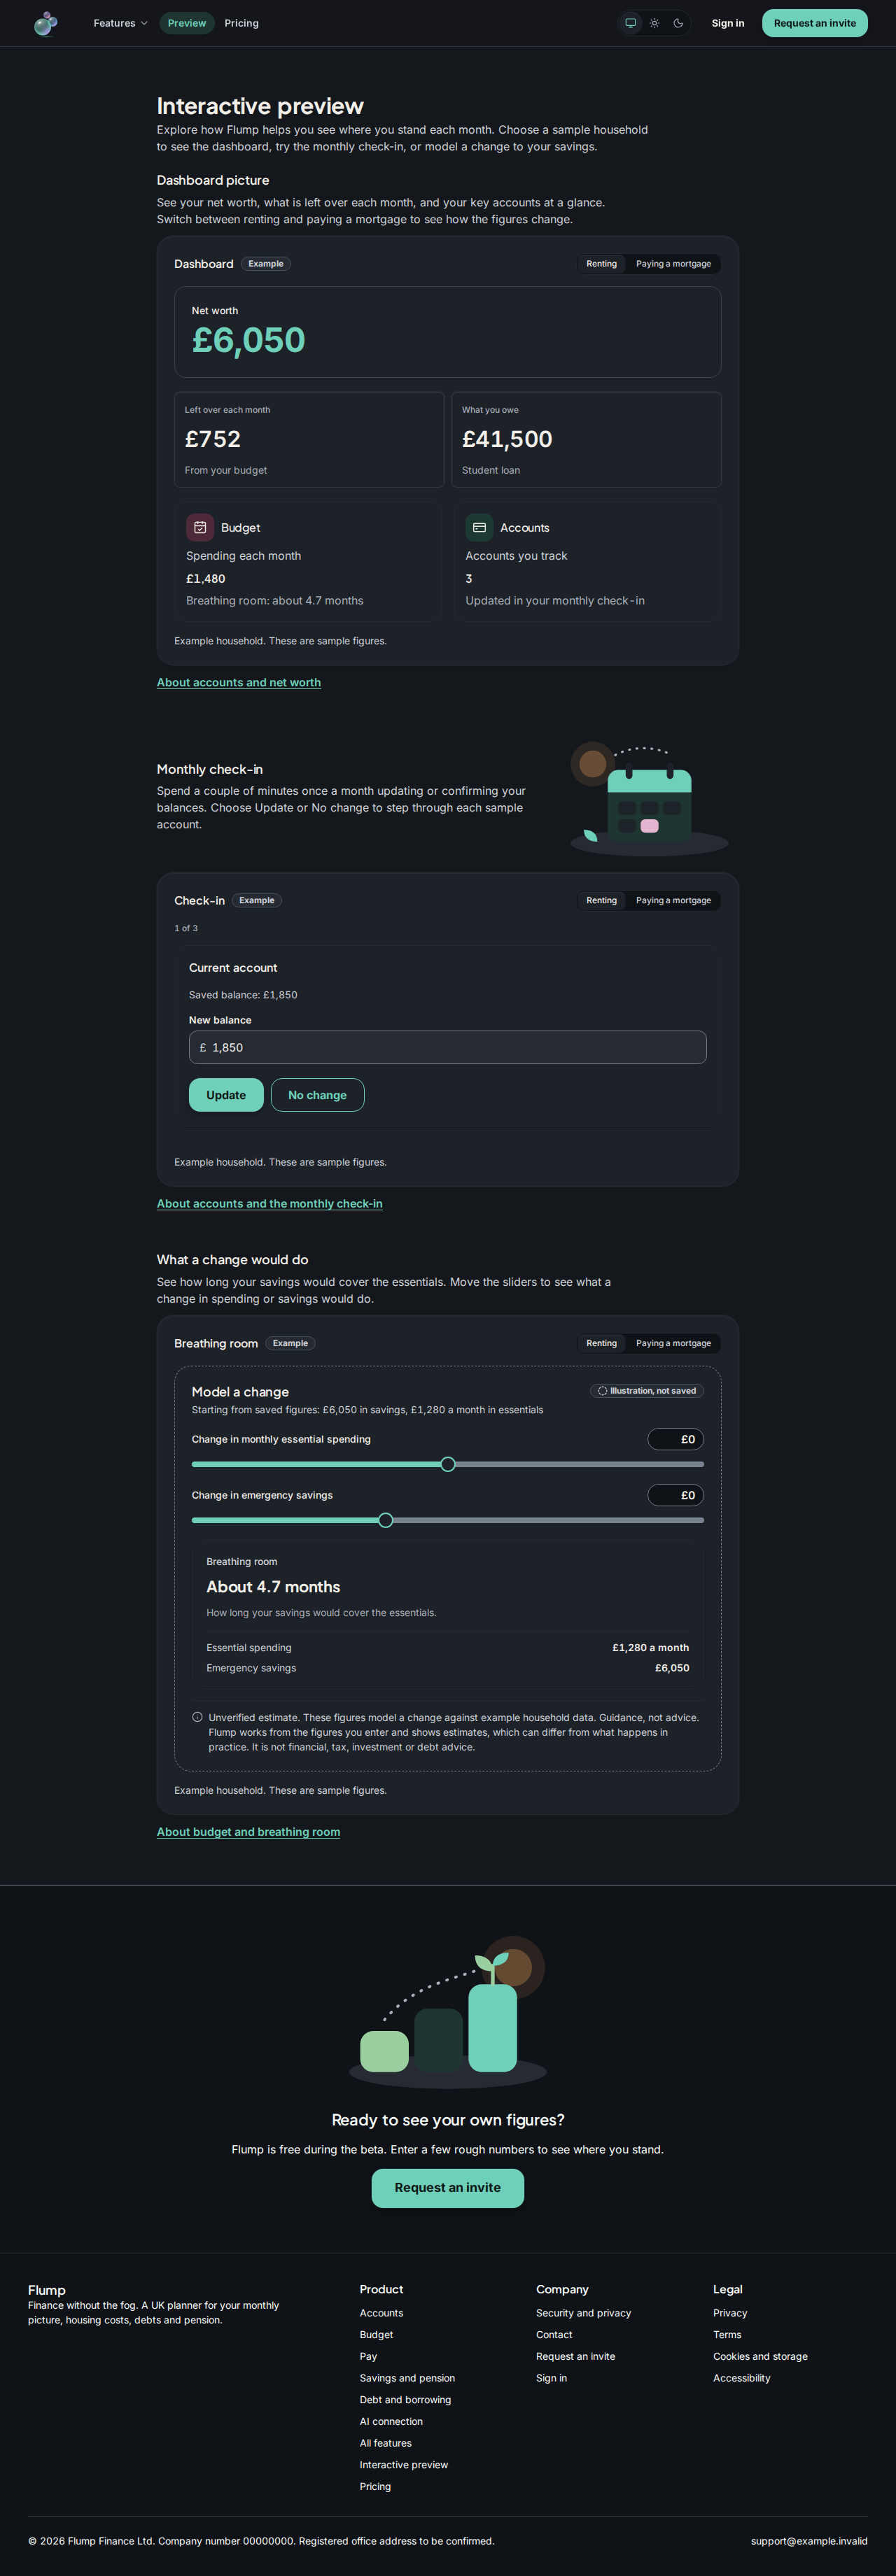 Features
Preview
Pricing
Sign in
Request an invite
Interactive preview
Explore how Flump helps you see where you stand each month. Choose a sample household
to see the dashboard, try the monthly check-in, or model a change to your savings.
Dashboard picture
See your net worth, what is left over each month, and your key accounts at a glance.
Switch between renting and paying a mortgage to see how the figures change.
Dashboard Example
Renting Paying a mortgage
Net worth
£6,050
Left over each month
£752
From your budget
What you owe
£41,500
Student loan
Budget
Spending each month
£1,480
Breathing room: about 4.7 months
Accounts
Accounts you track
3
Updated in your monthly check-in
Example household. These are sample figures.
About accounts and net worth
Monthly check-in
Spend a couple of minutes once a month updating or confirming your
balances. Choose Update or No change to step through each sample
account.
Check-in Example
Renting Paying a mortgage
1 of 3
Current account
Saved balance: £1,850
New balance
£ 1,850
Update
No change
Example household. These are sample figures.
About accounts and the monthly check-in
What a change would do
See how long your savings would cover the essentials. Move the sliders to see what a
change in spending or savings would do.
Breathing room Example
Renting Paying a mortgage
Model a change
Illustration, not saved
Starting from saved figures: £6,050 in savings, £1,280 a month in essentials
Change in monthly essential spending
£0
Change in emergency savings
£0
Breathing room
About 4.7 months
How long your savings would cover the essentials.
Essential spending £1,280 a month
Emergency savings £6,050
Unverified estimate. These figures model a change against example household data. Guidance, not advice.
Flump works from the figures you enter and shows estimates, which can differ from what happens in
practice. It is not financial, tax, investment or debt advice.
Example household. These are sample figures.
About budget and breathing room
Ready to see your own figures?
Flump is free during the beta. Enter a few rough numbers to see where you stand.
Request an invite
Flump
Finance without the fog. A UK planner for your monthly
picture, housing costs, debts and pension.
Product
Accounts
Budget
Pay
Savings and pension
Debt and borrowing
AI connection
All features
Interactive preview
Pricing
Company
Security and privacy
Contact
Request an invite
Sign in
Legal
Privacy
Terms
Cookies and storage
Accessibility
© 2026 Flump Finance Ltd. Company number 00000000. Registered office address to be confirmed.
support@example.invalid